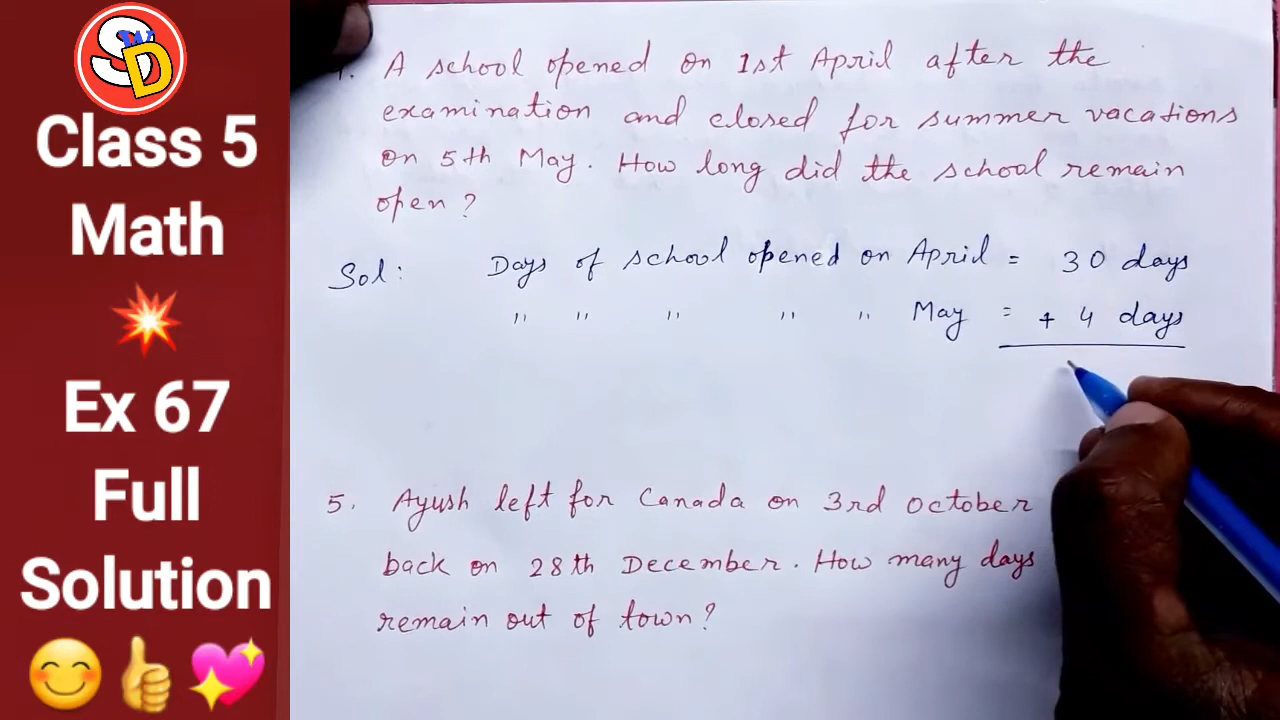 SWD
Class 5
Math
Ex 67
Full
Solution
A school opened on 1st April after the
examination and closed for summer vacations
on 5th May. How long did the school remain
open?
Sol: Days of school opened on April = 30 days
" " " " " May = + 4 days
5. Ayush left for Canada on 3rd October
back on 28th December. How many days
remain out of town?